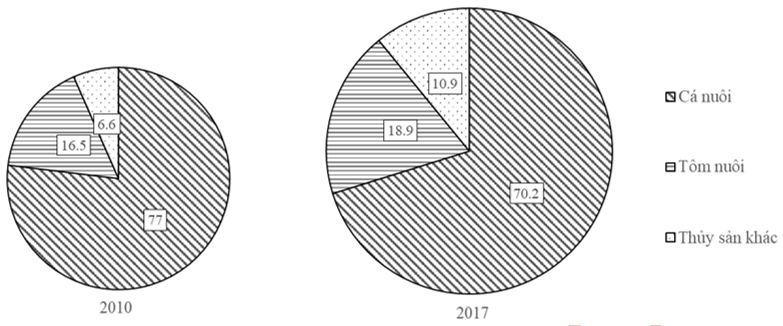 6.6
16.5
77
2010
10.9
18.9
70.2
2017
Cá nuôi
Tôm nuôi
Thủy sản khác